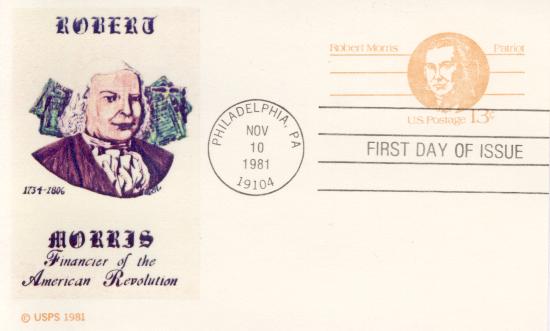 ROBERT
1734-1806
MORRIS
Financier of the
American Revolution
© USPS 1981
PHILADELPHIA, PA
NOV
10
1981
19104
Robert Morris Patriot
U.S. Postage 13¢
FIRST DAY OF ISSUE